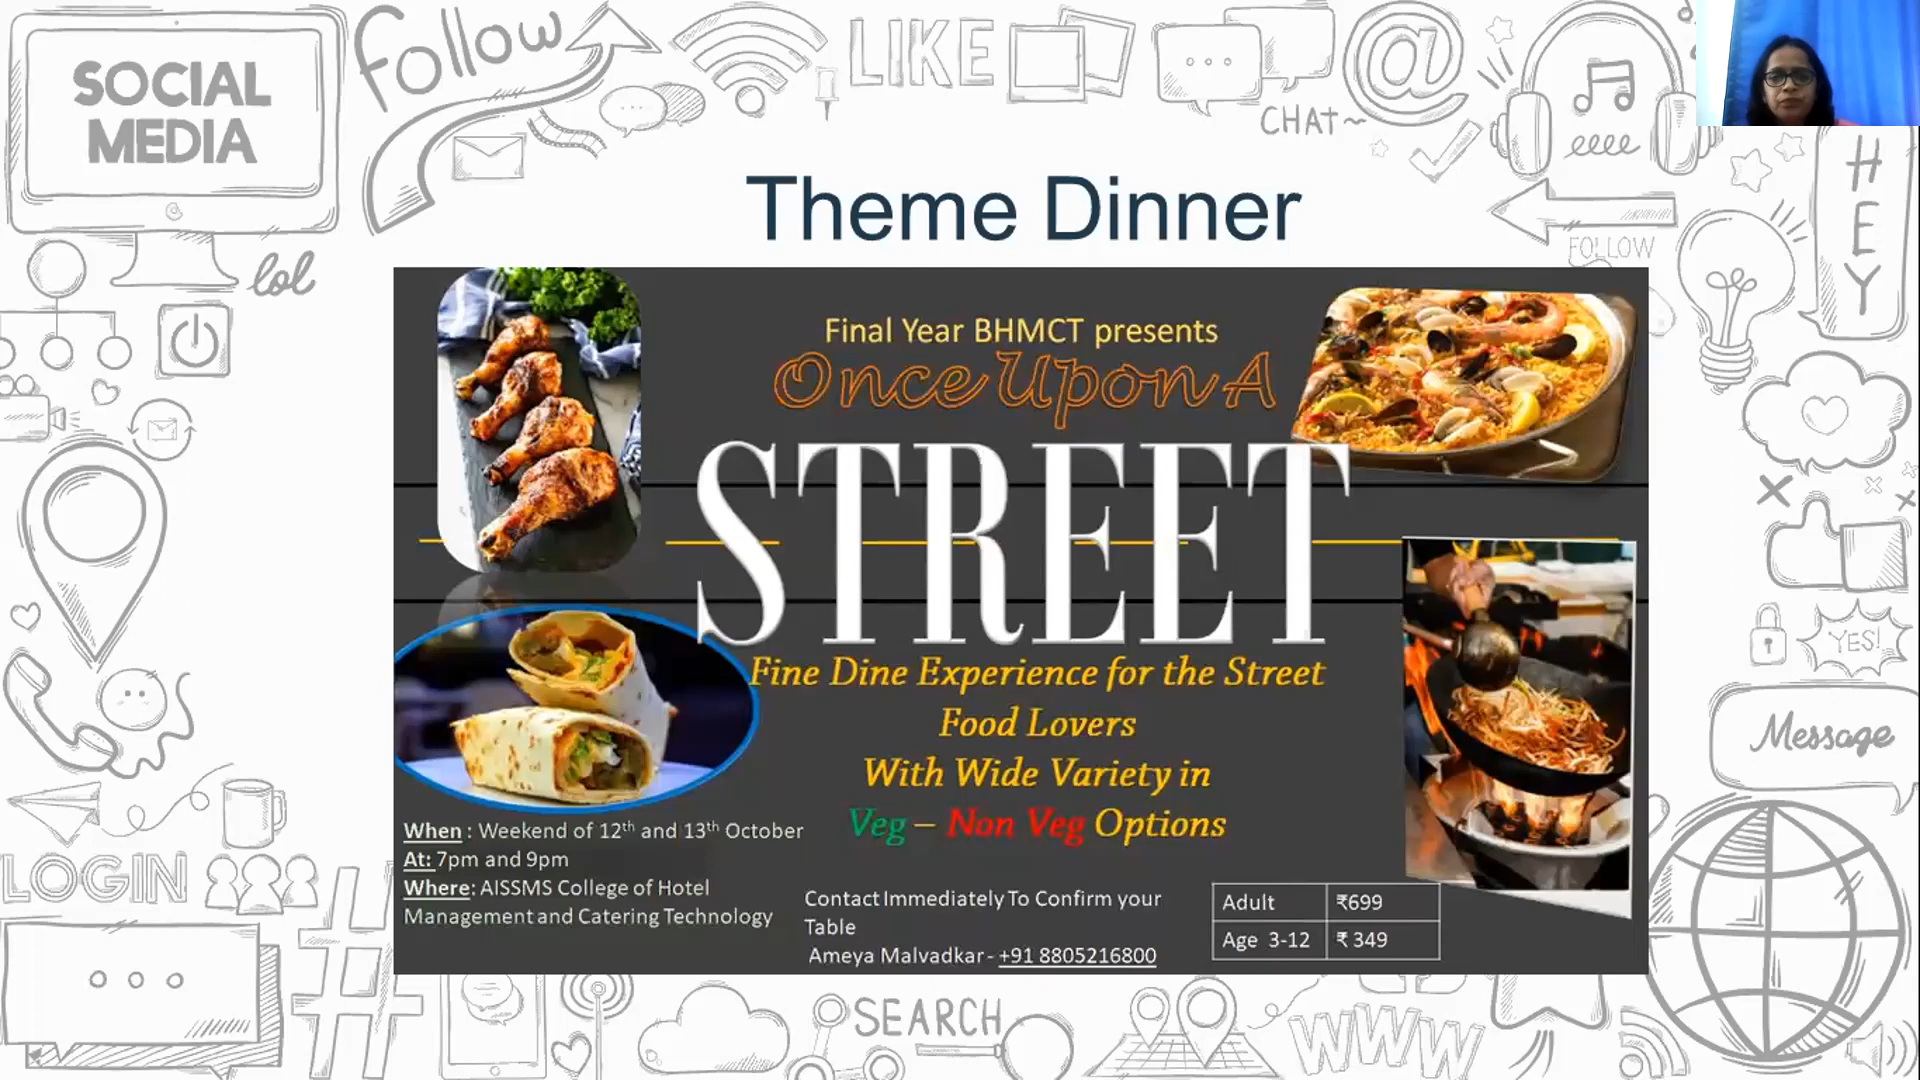 SOCIAL
MEDIA
follow
LIKE
CHAT~
eeee
HEY
FOLLOW
lol
Theme Dinner
Final Year BHMCT presents
Once Upon A
STREET
Fine Dine Experience for the Street
Food Lovers
With Wide Variety in
Veg – Non Veg Options
When : Weekend of 12th and 13th October
At: 7pm and 9pm
Where: AISSMS College of Hotel
Management and Catering Technology
Contact Immediately To Confirm your
Table
Ameya Malvadkar - +91 8805216800
Adult ₹699
Age 3-12 ₹ 349
YES!
Message
LOGIN
SEARCH
WWW